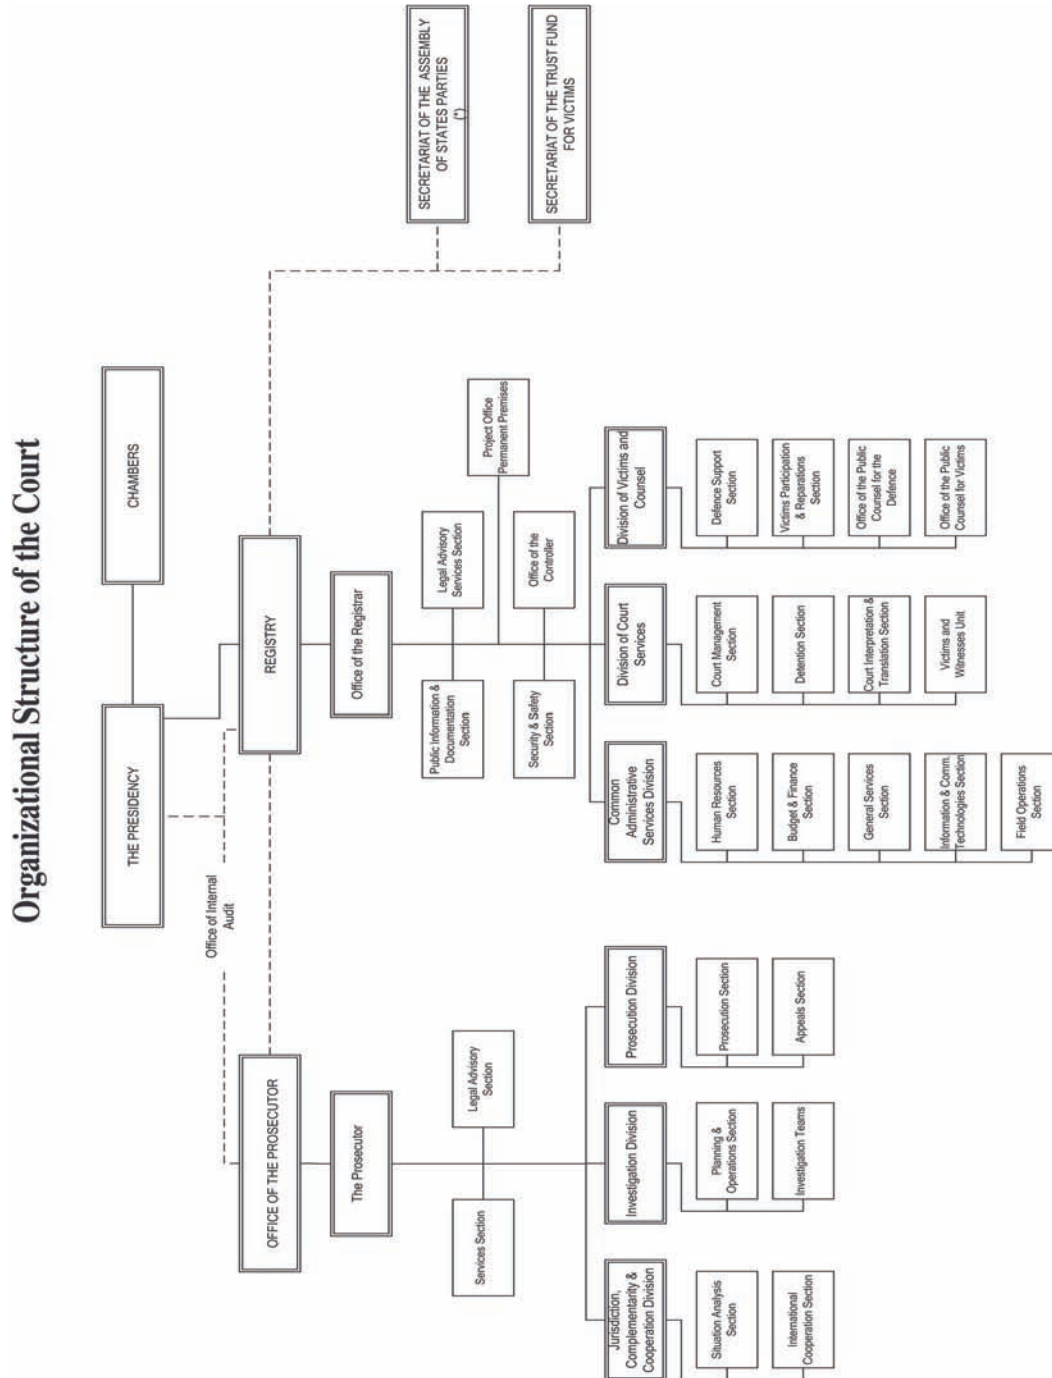 Organizational Structure of the Court
THE PRESIDENCY
CHAMBERS
Office of Internal
Audit
OFFICE OF THE PROSECUTOR
REGISTRY
SECRETARIAT OF THE ASSEMBLY
OF STATES PARTIES
(*)
SECRETARIAT OF THE TRUST FUND
FOR VICTIMS
The Prosecutor
Office of the Registrar
Services Section
Legal Advisory
Section
Public Information &
Documentation
Section
Legal Advisory
Services Section
Security & Safety
Section
Office of the
Controller
Project Office
Permanent Premises
Jurisdiction,
Complementarity &
Cooperation Division
Situation Analysis
Section
International
Cooperation Section
Investigation Division
Planning &
Operations Section
Investigation Teams
Prosecution Division
Prosecution Section
Appeals Section
Common
Administrative
Services Division
Human Resources
Section
Budget & Finance
Section
General Services
Section
Information & Comm.
Technologies Section
Field Operations
Section
Division of Court
Services
Court Management
Section
Detention Section
Court Interpretation &
Translation Section
Victims and
Witnesses Unit
Division of Victims and
Counsel
Defence Support
Section
Victims Participation
& Reparations
Section
Office of the Public
Counsel for the
Defence
Office of the Public
Counsel for Victims